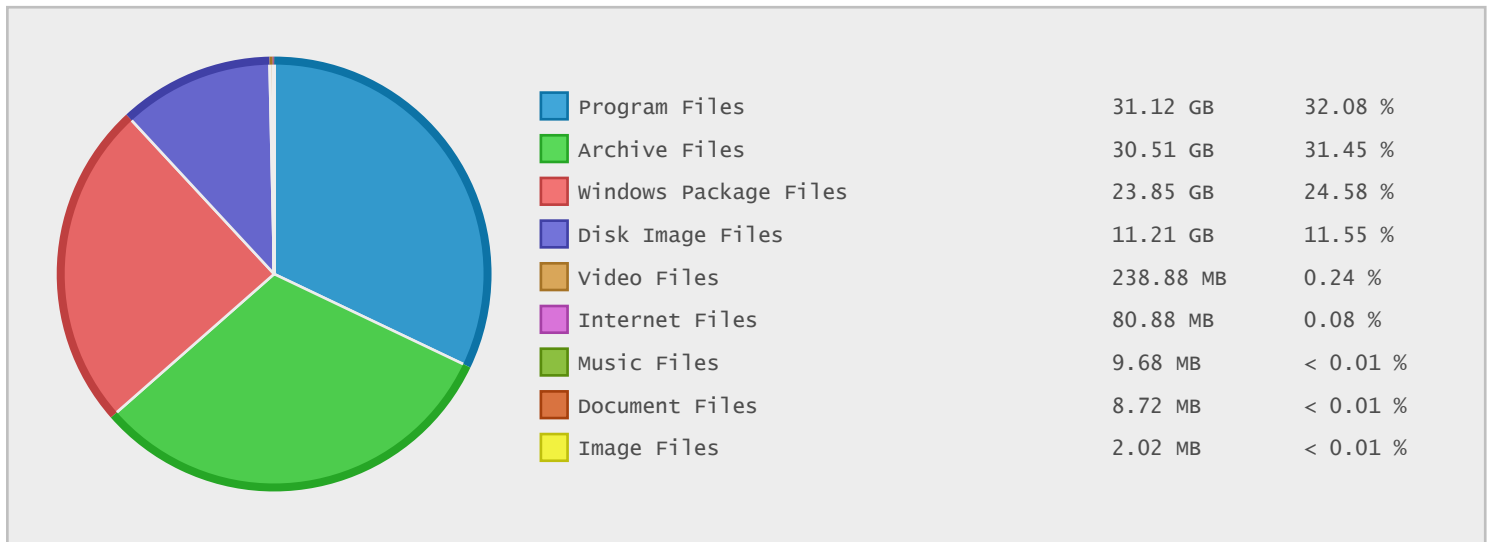 Program Files 31.12 GB 32.08 %
Archive Files 30.51 GB 31.45 %
Windows Package Files 23.85 GB 24.58 %
Disk Image Files 11.21 GB 11.55 %
Video Files 238.88 MB 0.24 %
Internet Files 80.88 MB 0.08 %
Music Files 9.68 MB < 0.01 %
Document Files 8.72 MB < 0.01 %
Image Files 2.02 MB < 0.01 %